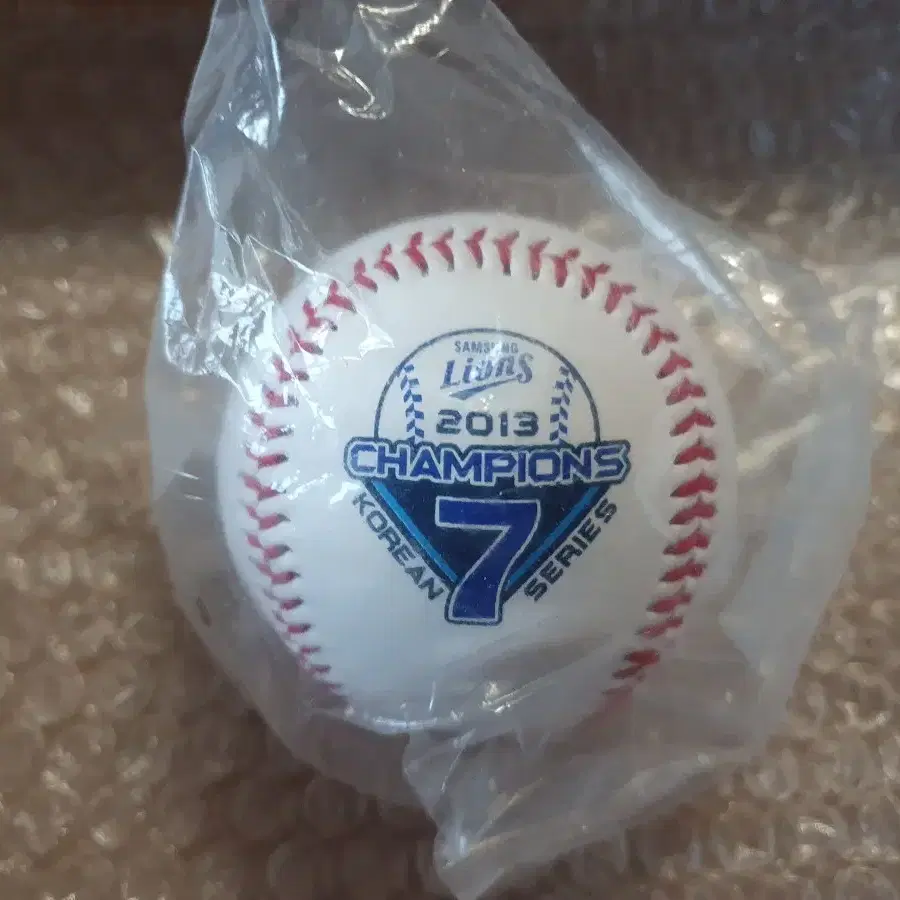 SAMSUNG
Lions
2013
CHAMPIONS
7
KOREAN
SERIES